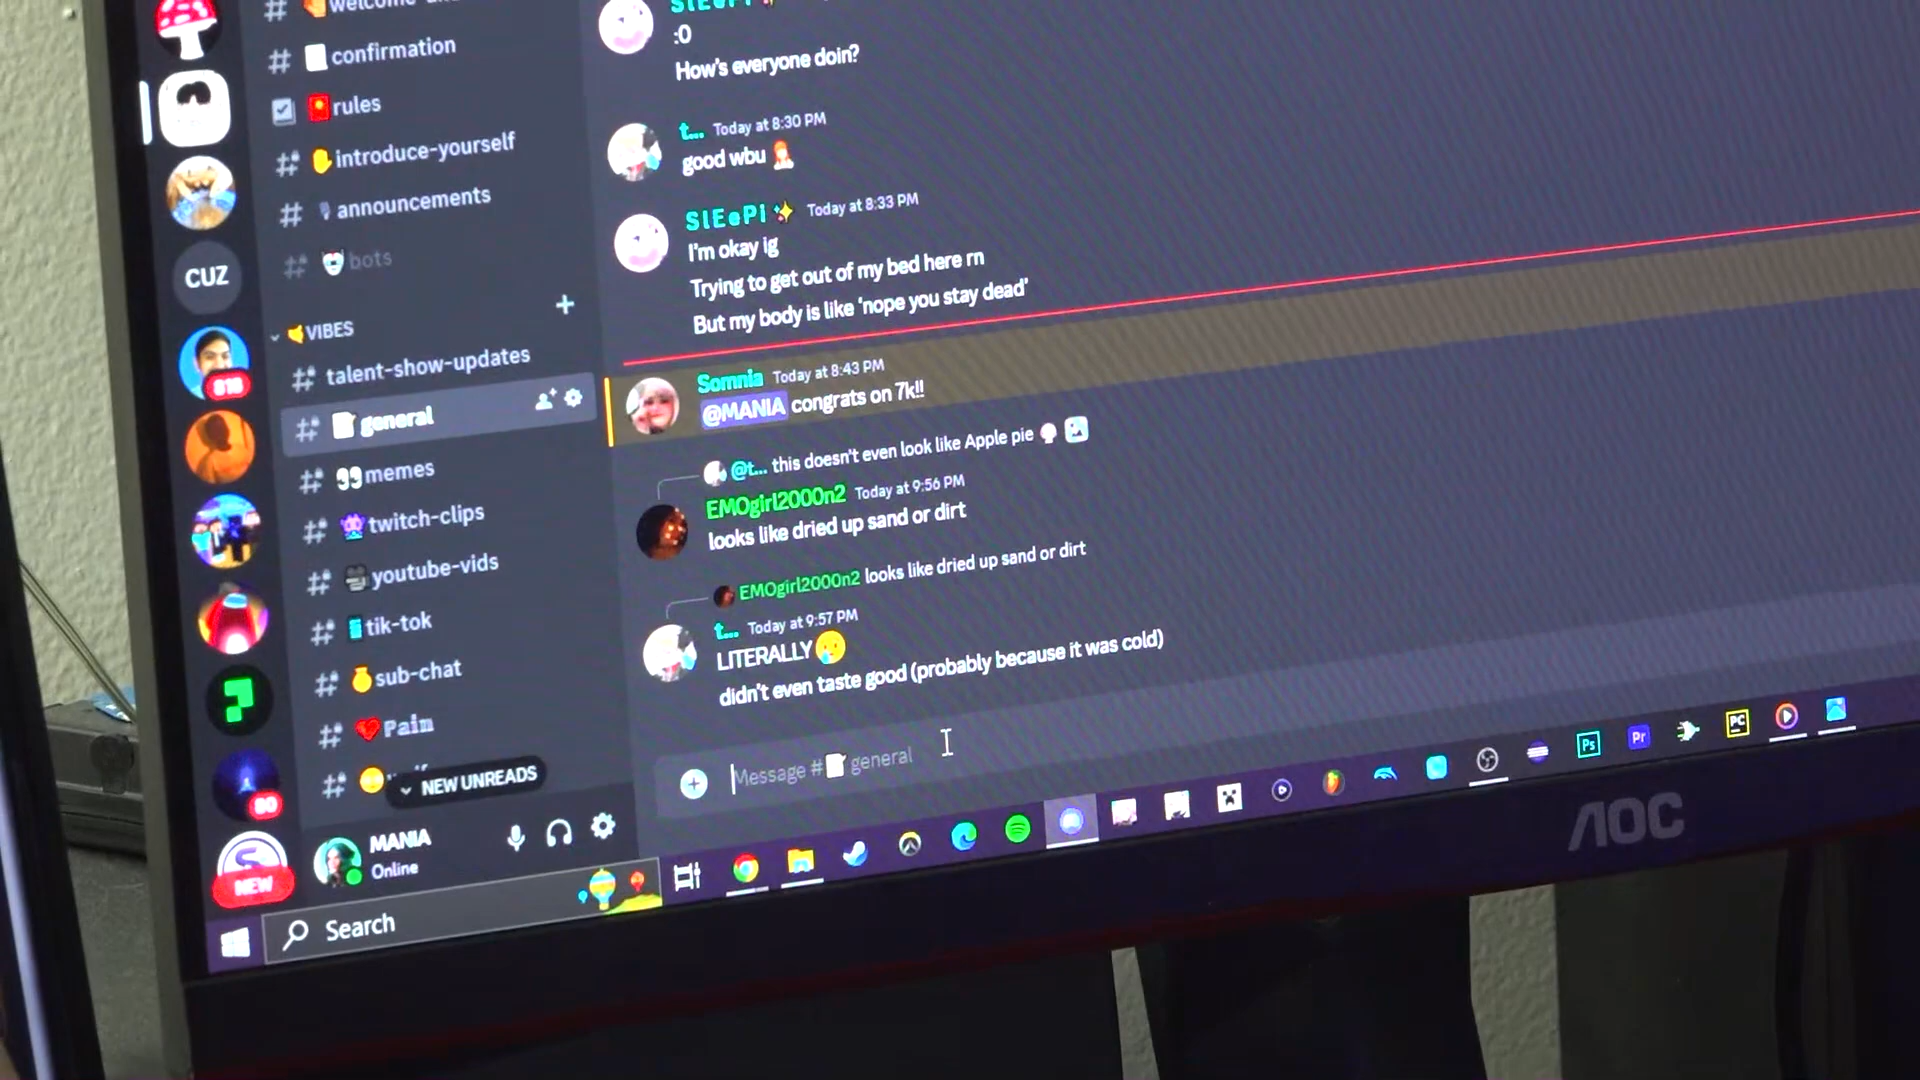 confirmation
rules
introduce-yourself
announcements
bots
CUZ
VIBES
talent-show-updates
general
memes
twitch-clips
youtube-vids
tik-tok
sub-chat
Pain
NEW UNREADS
80
NEW
MANIA
Online
Search
SlEePi
:0
How's everyone doin?
t... Today at 8:30 PM
good wbu
SlEePi Today at 8:33 PM
I'm okay ig
Trying to get out of my bed here rn
But my body is like 'nope you stay dead'
Somnia Today at 8:43 PM
@MANIA congrats on 7k!!
@t... this doesn't even look like Apple pie
EMOgirl2000n2 Today at 9:56 PM
looks like dried up sand or dirt
EMOgirl2000n2 looks like dried up sand or dirt
t... Today at 9:57 PM
LITERALLY
didn't even taste good (probably because it was cold)
Message # general
Ps
Pr
PC
AOC